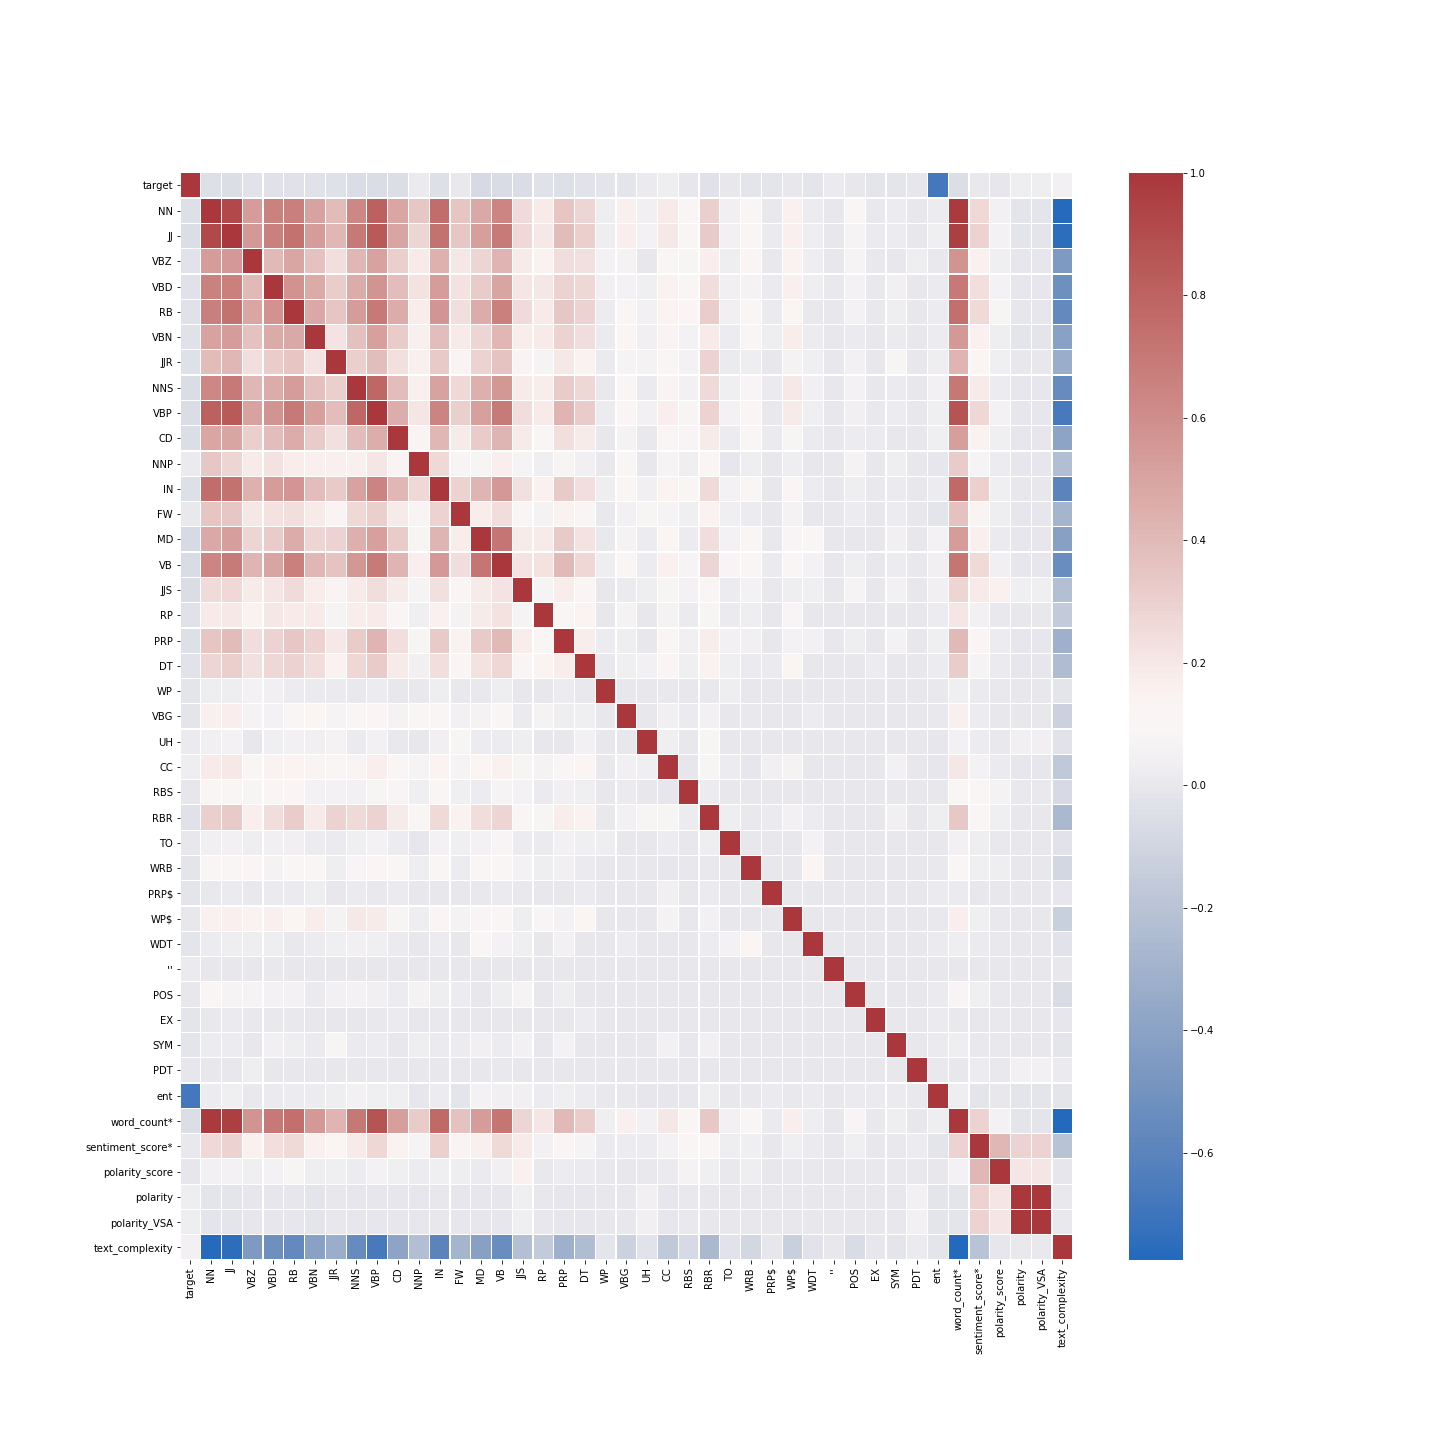 target
NN
JJ
VBZ
VBD
RB
VBN
JJR
NNS
VBP
CD
NNP
IN
FW
MD
VB
JJS
RP
PRP
DT
WP
VBG
UH
CC
RBS
RBR
TO
WRB
PRP$
WP$
WDT
''
POS
EX
SYM
PDT
ent
word_count*
sentiment_score*
polarity_score
polarity
polarity_VSA
text_complexity
target
NN
JJ
VBZ
VBD
RB
VBN
JJR
NNS
VBP
CD
NNP
IN
FW
MD
VB
JJS
RP
PRP
DT
WP
VBG
UH
CC
RBS
RBR
TO
WRB
PRP$
WP$
WDT
''
POS
EX
SYM
PDT
ent
word_count*
sentiment_score*
polarity_score
polarity
polarity_VSA
text_complexity
1.0
0.8
0.6
0.4
0.2
0.0
−0.2
−0.4
−0.6